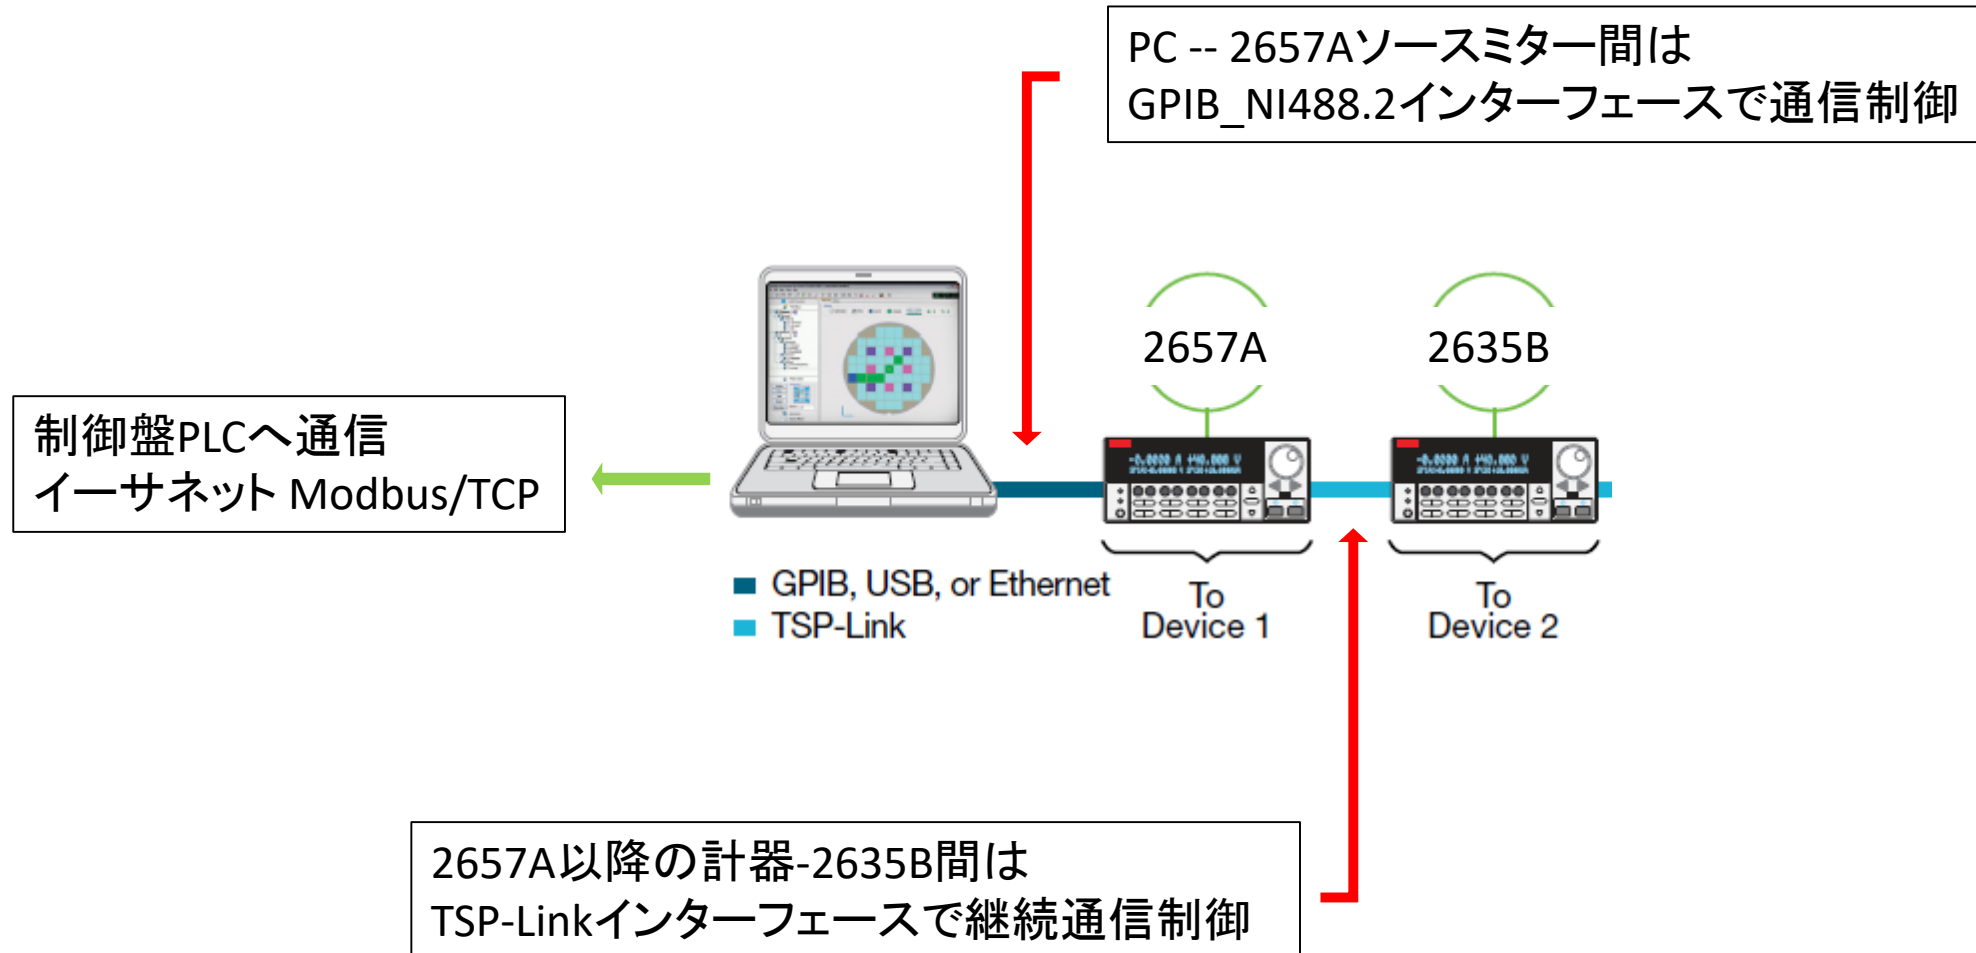 PC -- 2657Aソースミター間は
GPIB_NI488.2インターフェースで通信制御
2657A
2635B
制御盤PLCへ通信
イーサネット Modbus/TCP
GPIB, USB, or Ethernet
TSP-Link
To
Device 1
To
Device 2
2657A以降の計器-2635B間は
TSP-Linkインターフェースで継続通信制御